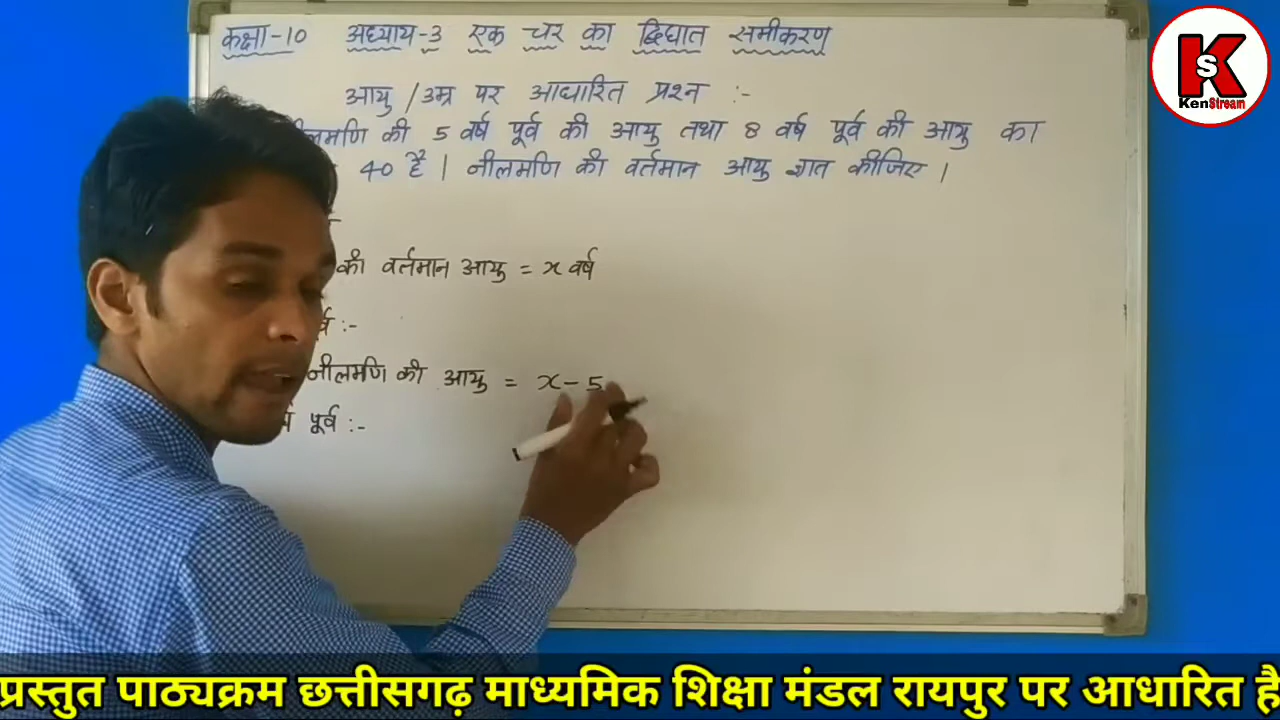 कक्षा-10 अध्याय-3 एक चर का द्विघात समीकरण
आयु / उम्र पर आधारित प्रश्न :-
की 5 वर्ष पूर्व की आयु तथा 8 वर्ष पूर्व की आयु का
40 है । नीलमणि की वर्तमान आयु ज्ञात कीजिए ।
की वर्तमान आयु = x वर्ष
:-
नीलमणि की आयु = x - 5
पूर्व :-
K S
KenStream
प्रस्तुत पाठ्यक्रम छत्तीसगढ़ माध्यमिक शिक्षा मंडल रायपुर पर आधारित है